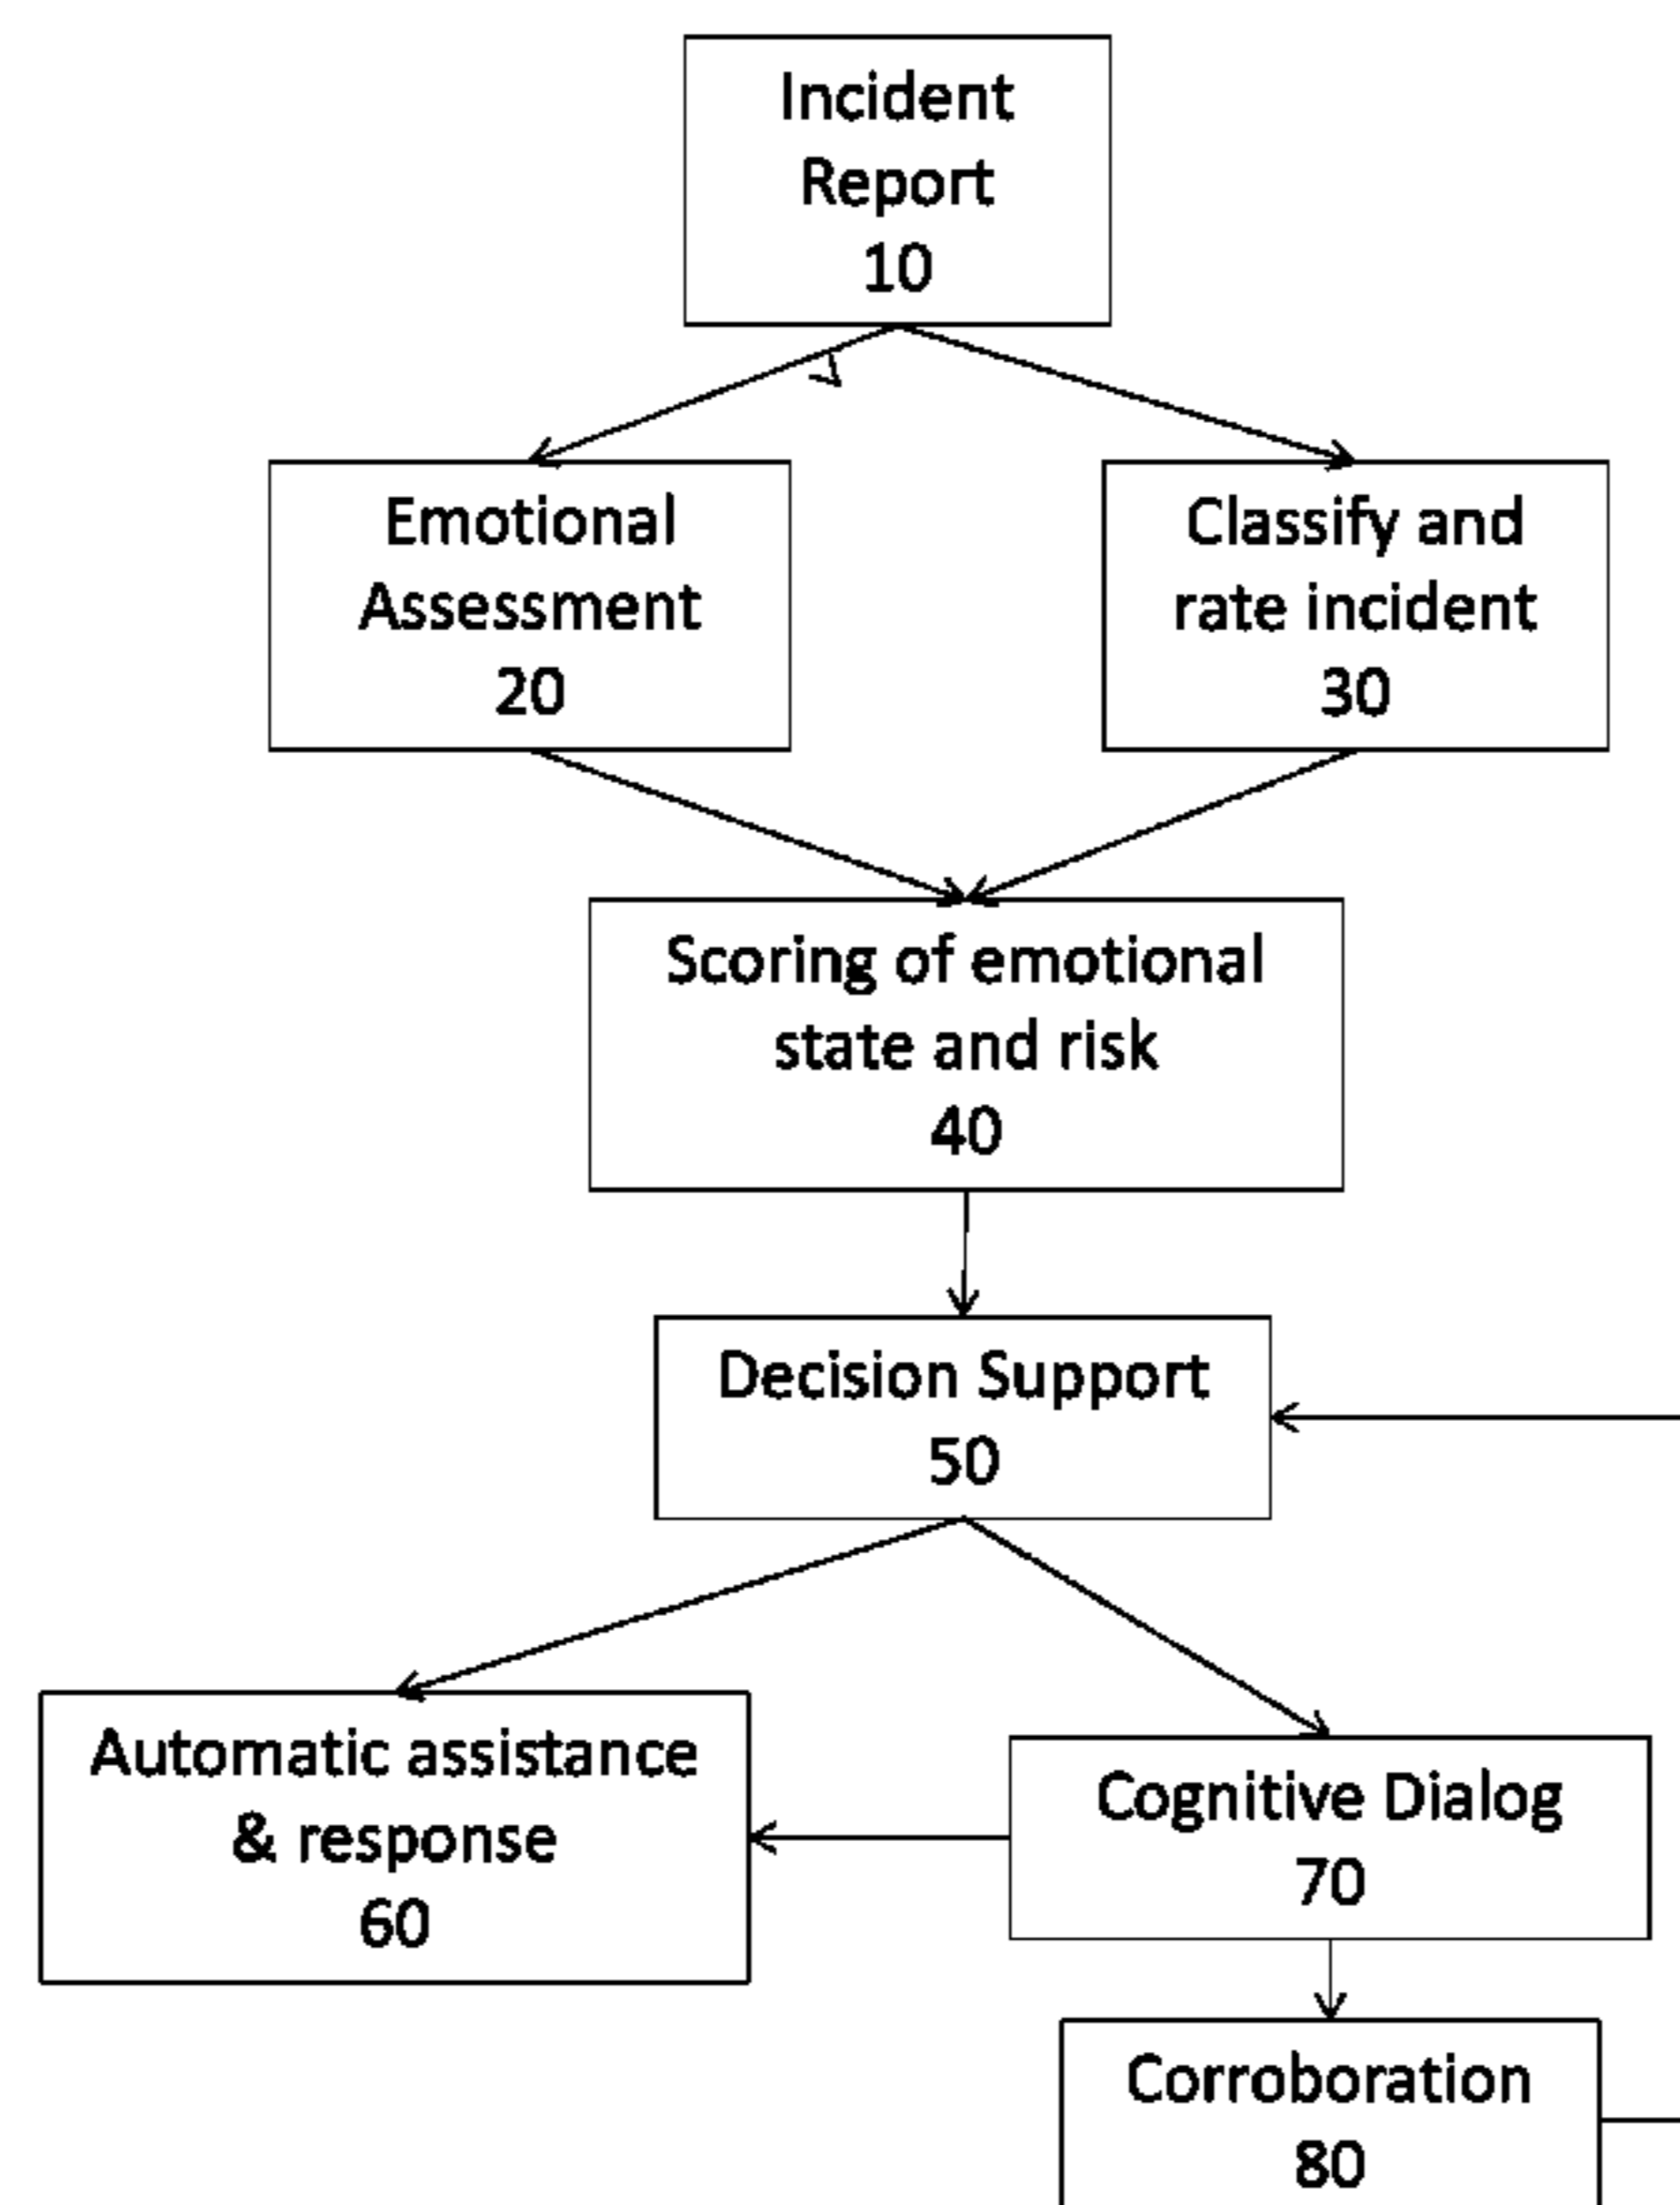 Incident
Report
10
Emotional
Assessment
20
Classify and
rate incident
30
Scoring of emotional
state and risk
40
Decision Support
50
Automatic assistance
& response
60
Cognitive Dialog
70
Corroboration
80